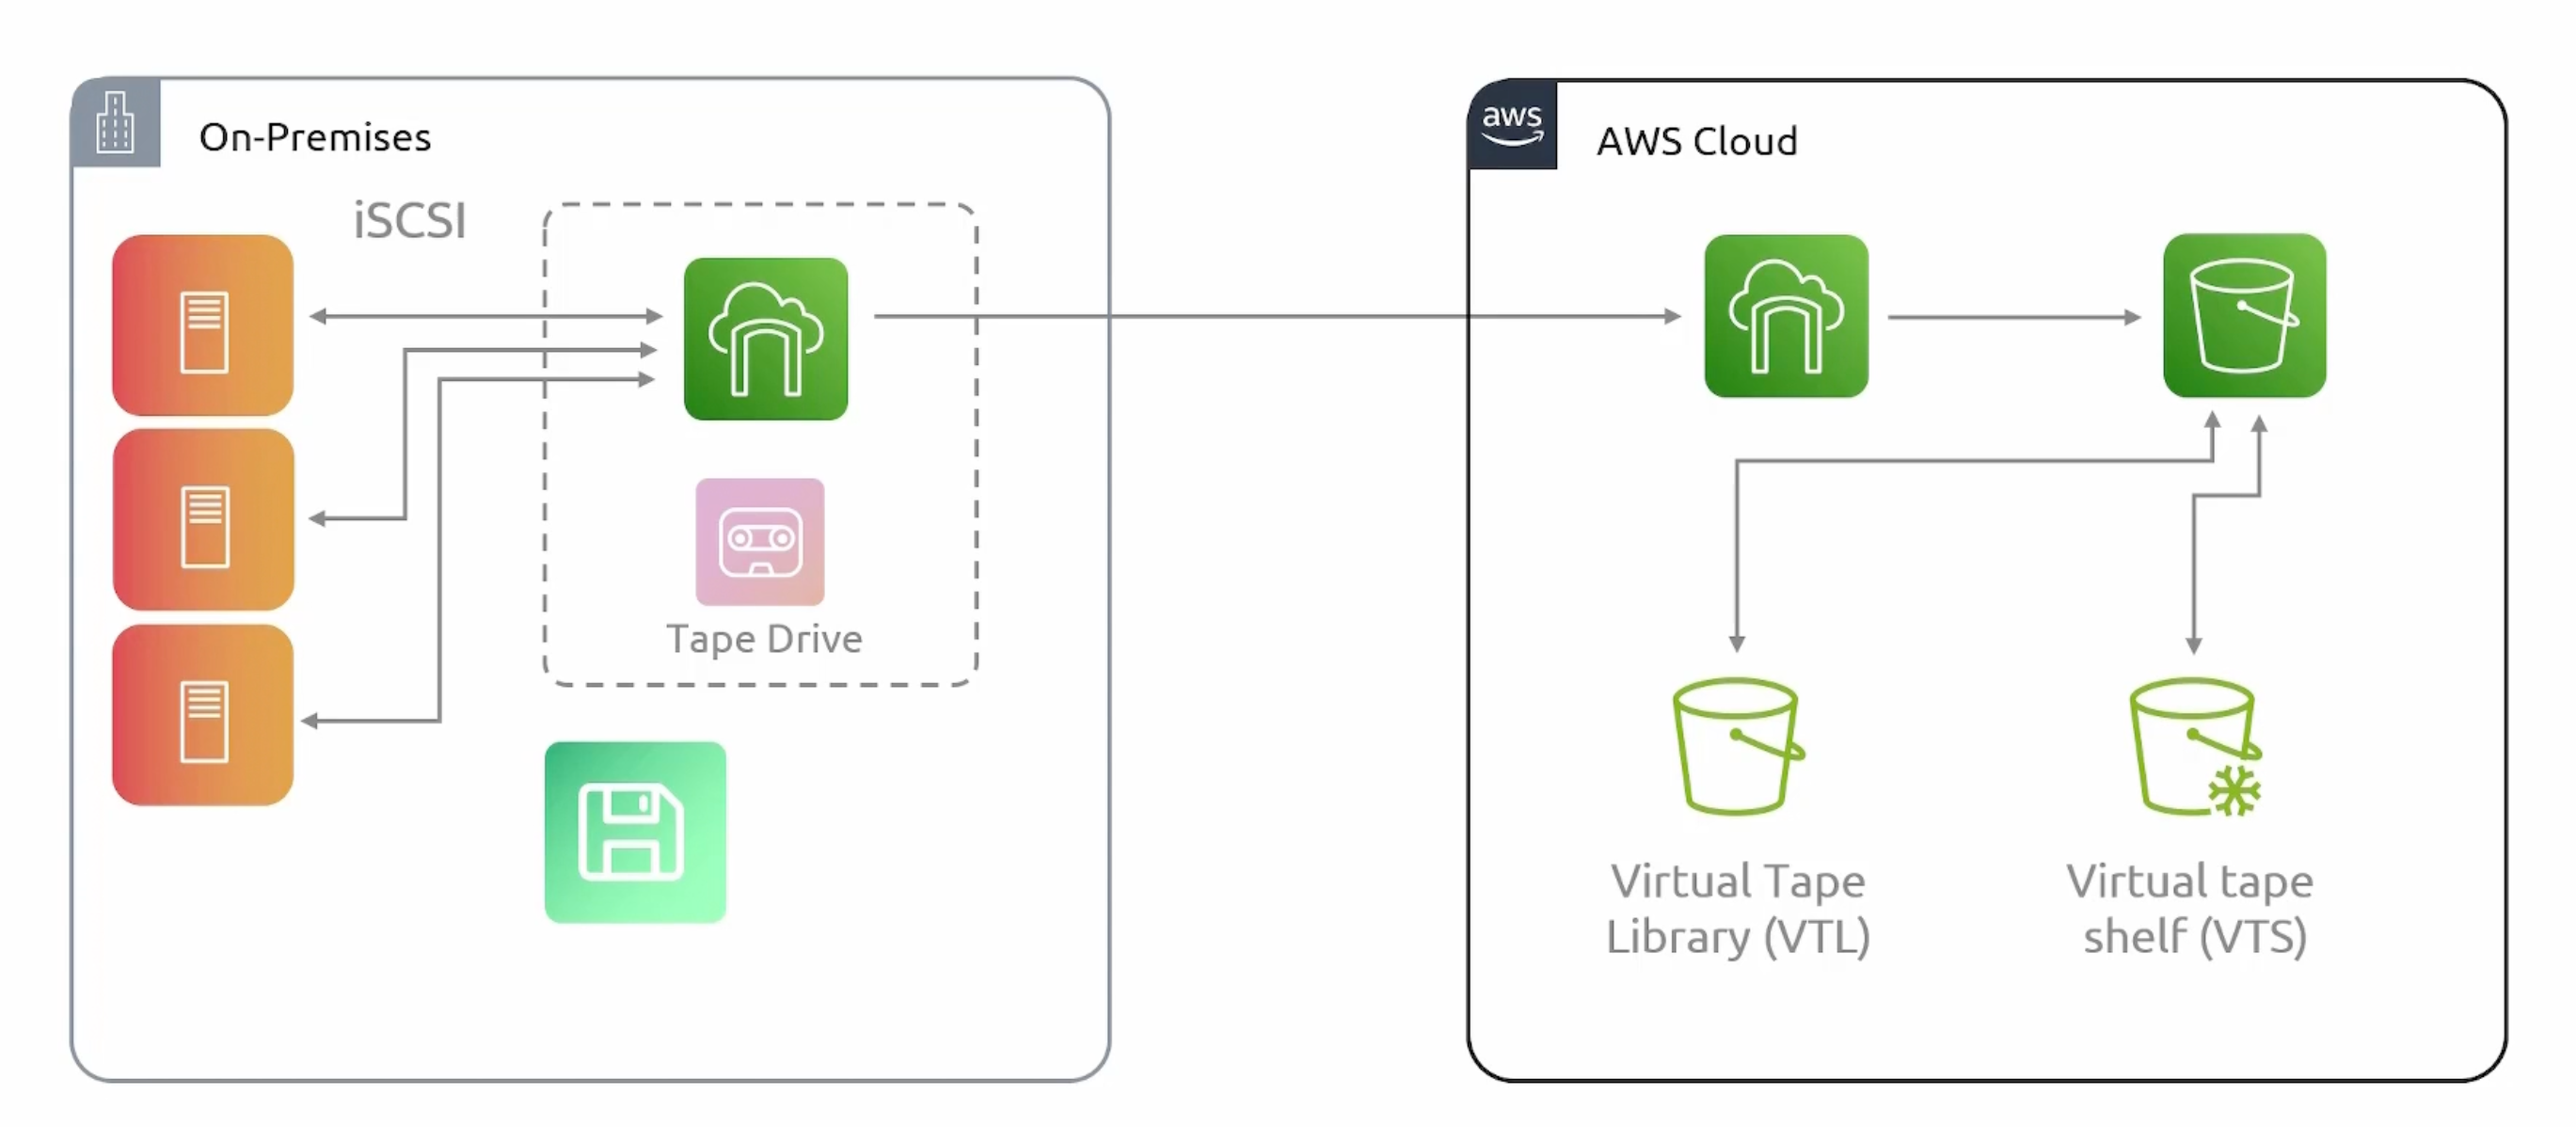 On-Premises
iSCSI
Tape Drive
aws
AWS Cloud
Virtual Tape
Library (VTL)
Virtual tape
shelf (VTS)